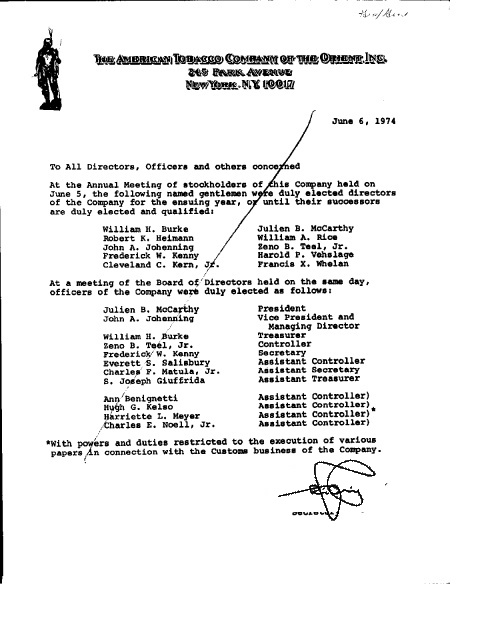 THE AMERICAN TOBACCO COMPANY OF THE ORIENT, INC.
245 PARK AVENUE
NEW YORK, N.Y. 10017
June 6, 1974
To All Directors, Officers and others concerned
At the Annual Meeting of stockholders of this Company held on
June 5, the following named gentlemen were duly elected directors
of the Company for the ensuing year, or until their successors
are duly elected and qualified:
William H. Burke Julien B. McCarthy
Robert K. Heimann William A. Rice
John A. Johenning Zeno B. Teel, Jr.
Frederick W. Kenny Harold P. Vehslage
Cleveland C. Kern, Jr. Francis X. Whelan
At a meeting of the Board of Directors held on the same day,
officers of the Company were duly elected as follows:
Julien B. McCarthy President
John A. Johenning Vice President and
Managing Director
William H. Burke Treasurer
Zeno B. Teel, Jr. Controller
Frederick W. Kenny Secretary
Everett S. Salisbury Assistant Controller
Charles F. Matula, Jr. Assistant Secretary
S. Joseph Giuffrida Assistant Treasurer
Ann Benignetti Assistant Controller)
Hugh G. Kelso Assistant Controller)
Harriette L. Meyer Assistant Controller)*
Charles E. Noell, Jr. Assistant Controller)
*With powers and duties restricted to the execution of various
papers in connection with the Customs business of the Company.
Secretary